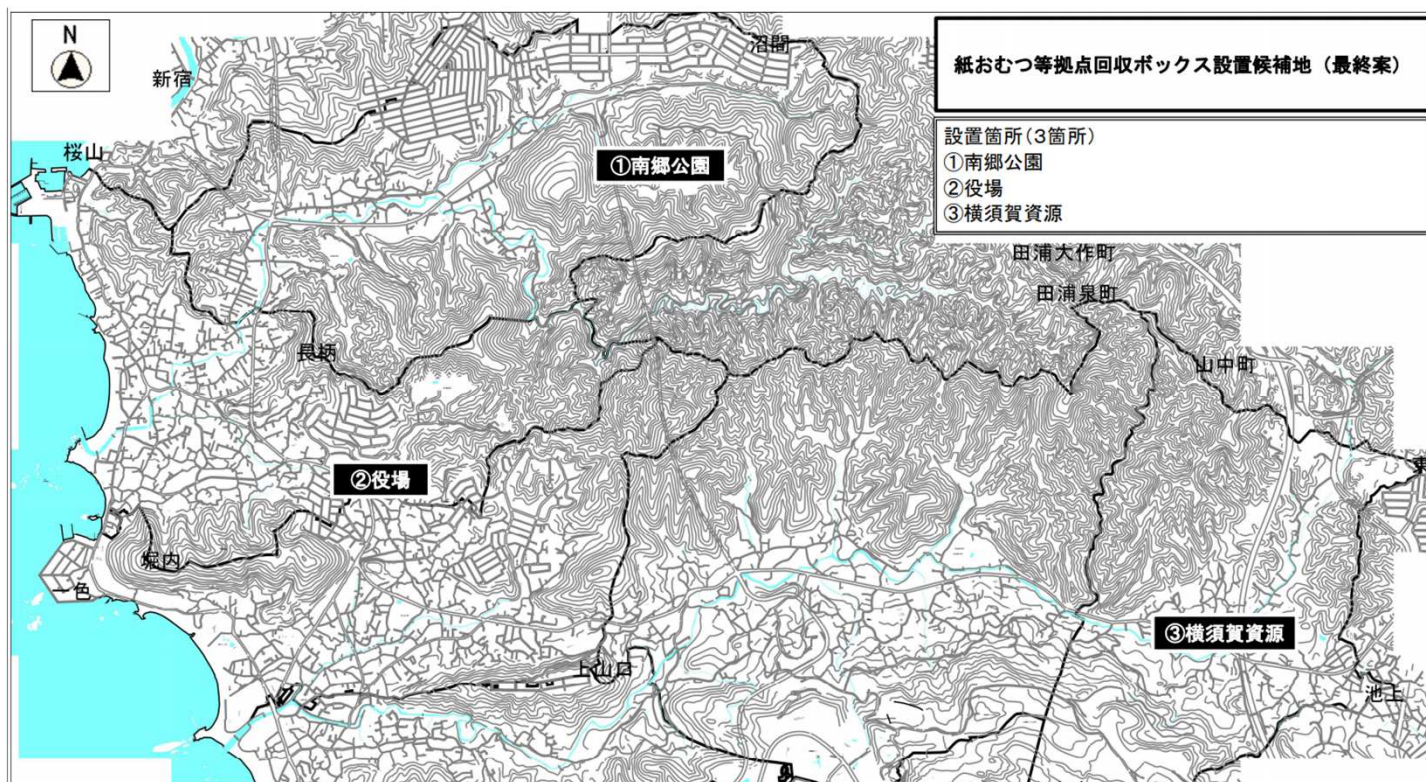 N
紙おむつ等拠点回収ボックス設置候補地（最終案）
設置箇所(3箇所)
①南郷公園
②役場
③横須賀資源
沼間
新宿
桜山
①南郷公園
田浦大作町
田浦泉町
長柄
山中町
②役場
堀内
一色
③横須賀資源
上山口
池上